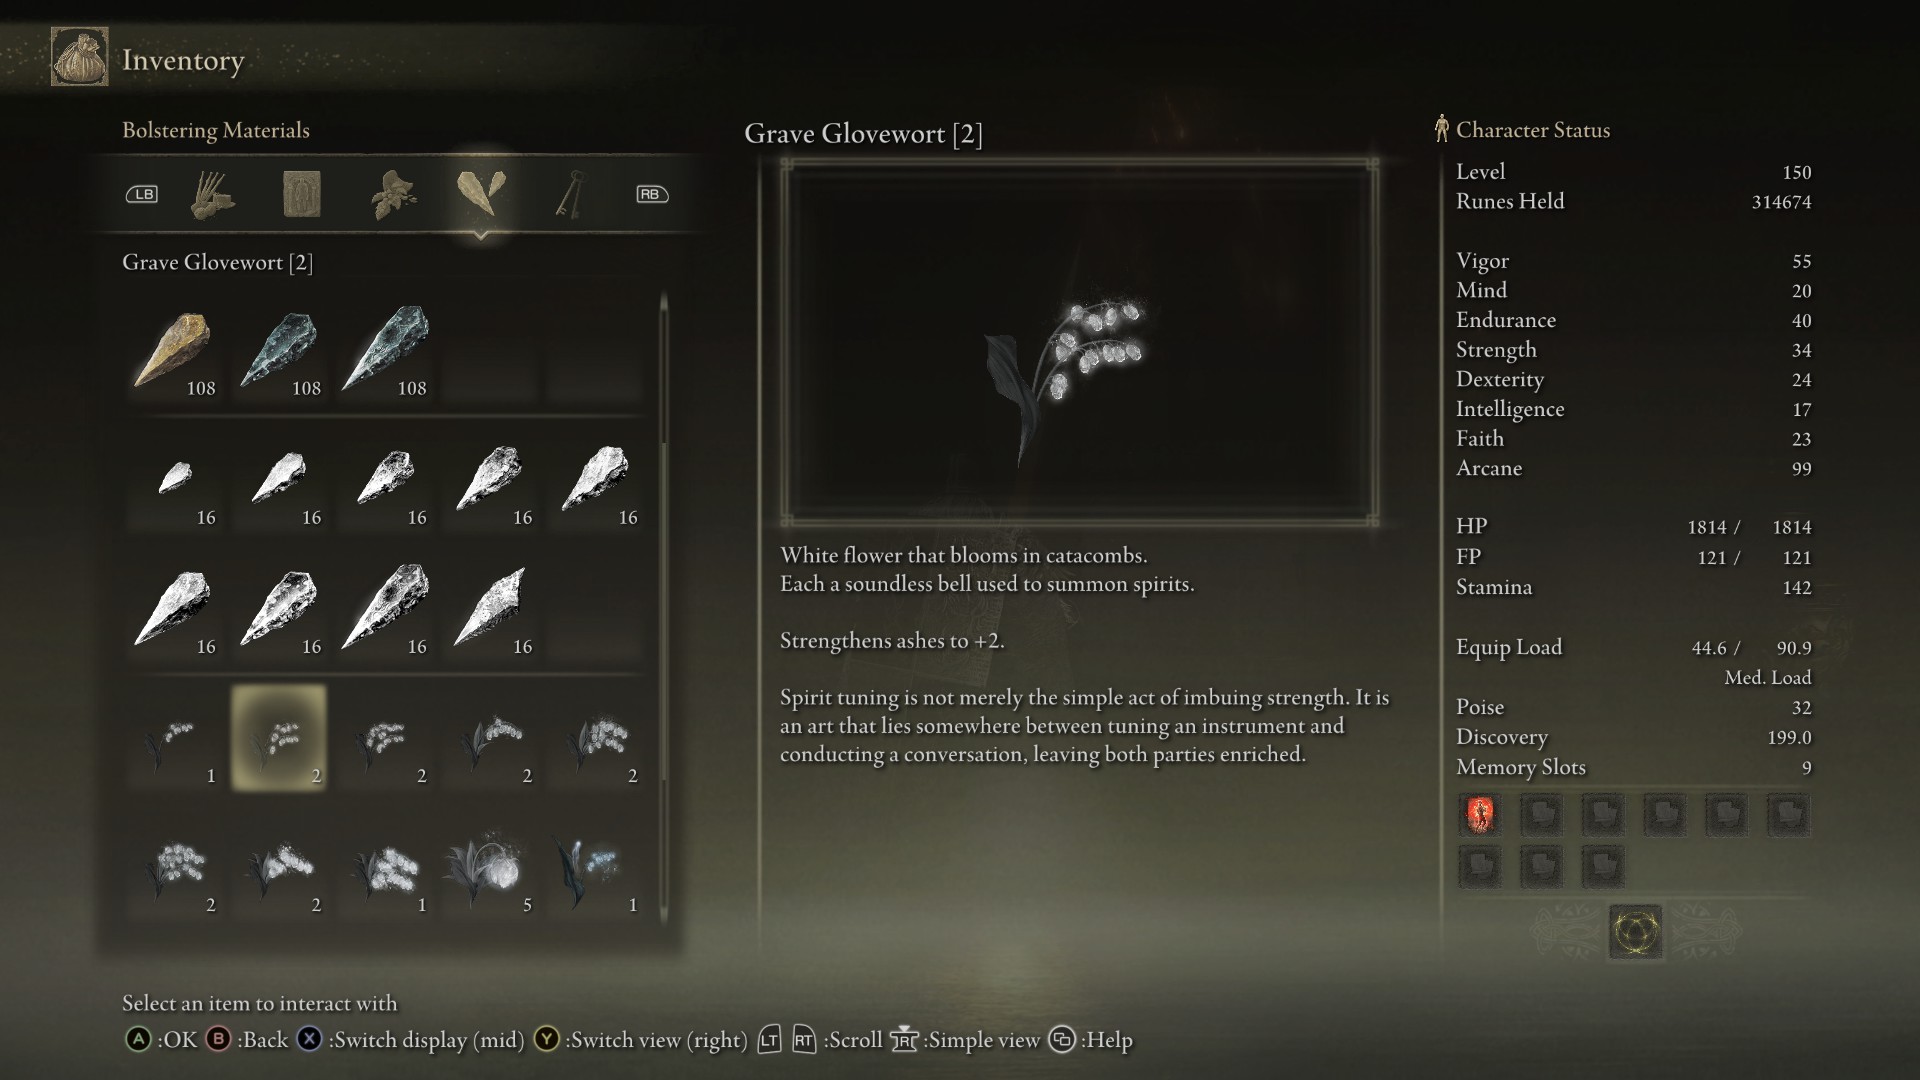 Inventory
Bolstering Materials
LB
RB
Grave Glovewort [2]
108 108 108
16 16 16 16 16
16 16 16 16
1 2 2 2 2
2 2 1 5 1
Grave Glovewort [2]
White flower that blooms in catacombs.
Each a soundless bell used to summon spirits.
Strengthens ashes to +2.
Spirit tuning is not merely the simple act of imbuing strength. It is
an art that lies somewhere between tuning an instrument and
conducting a conversation, leaving both parties enriched.
Character Status
Level 150
Runes Held 314674
Vigor 55
Mind 20
Endurance 40
Strength 34
Dexterity 24
Intelligence 17
Faith 23
Arcane 99
HP 1814 / 1814
FP 121 / 121
Stamina 142
Equip Load 44.6 / 90.9
Med. Load
Poise 32
Discovery 199.0
Memory Slots 9
Select an item to interact with
A :OK B :Back X :Switch display (mid) Y :Switch view (right) LT RT :Scroll R :Simple view :Help